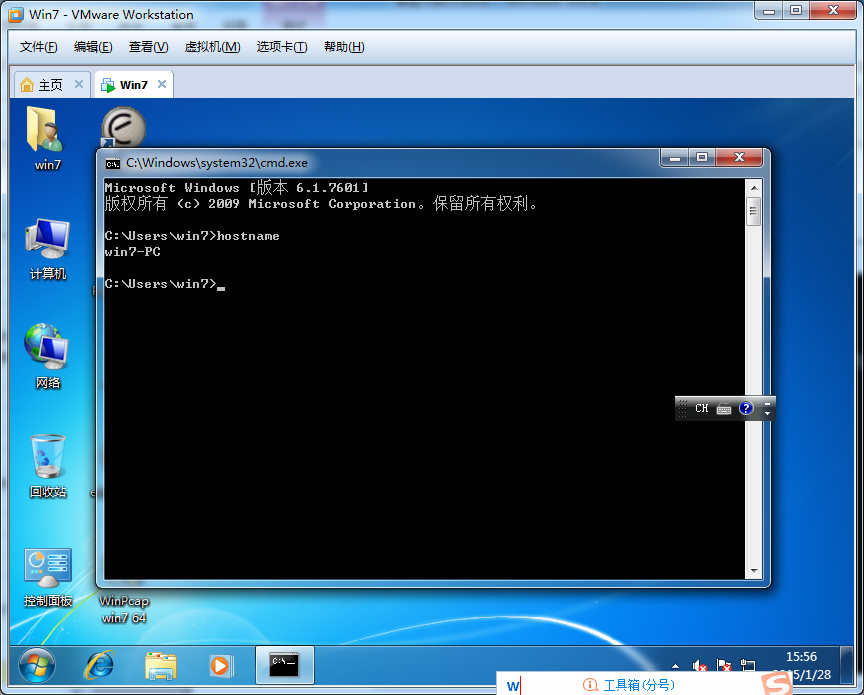 Win7 - VMware Workstation
文件(F) 编辑(E) 查看(V) 虚拟机(M) 选项卡(T) 帮助(H)
主页 Win7
win7
C:\Windows\system32\cmd.exe
Microsoft Windows [版本 6.1.7601]
版权所有 (c) 2009 Microsoft Corporation。保留所有权利。
C:\Users\win7>hostname
win7-PC
C:\Users\win7>
计算机
网络
CH
回收站
控制面板
WinPcap
win7 64
C:\
15:56
5/1/28
W
工具箱(分号)